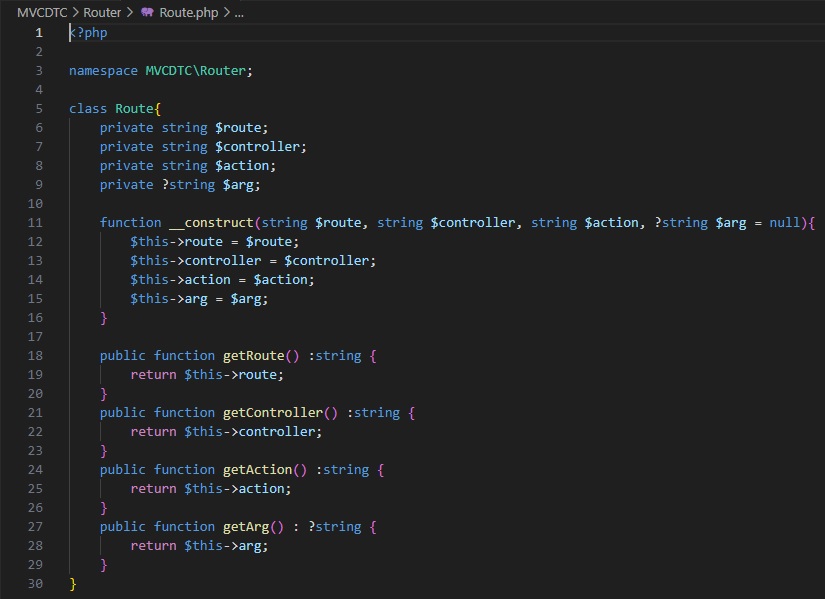 MVCDTC > Router > Route.php > ...
1 <?php
2
3 namespace MVCDTC\Router;
4
5 class Route{
6     private string $route;
7     private string $controller;
8     private string $action;
9     private ?string $arg;
10
11     function __construct(string $route, string $controller, string $action, ?string $arg = null){
12         $this->route = $route;
13         $this->controller = $controller;
14         $this->action = $action;
15         $this->arg = $arg;
16     }
17
18     public function getRoute() :string {
19         return $this->route;
20     }
21     public function getController() :string {
22         return $this->controller;
23     }
24     public function getAction() :string {
25         return $this->action;
26     }
27     public function getArg() : ?string {
28         return $this->arg;
29     }
30 }